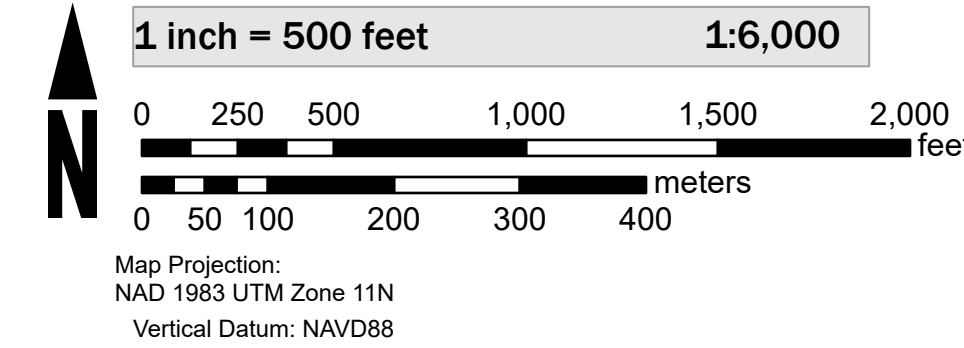 1 inch = 500 feet 1:6,000
0 250 500 1,000 1,500 2,000
feet
N
meters
0 50 100 200 300 400
Map Projection:
NAD 1983 UTM Zone 11N
Vertical Datum: NAVD88